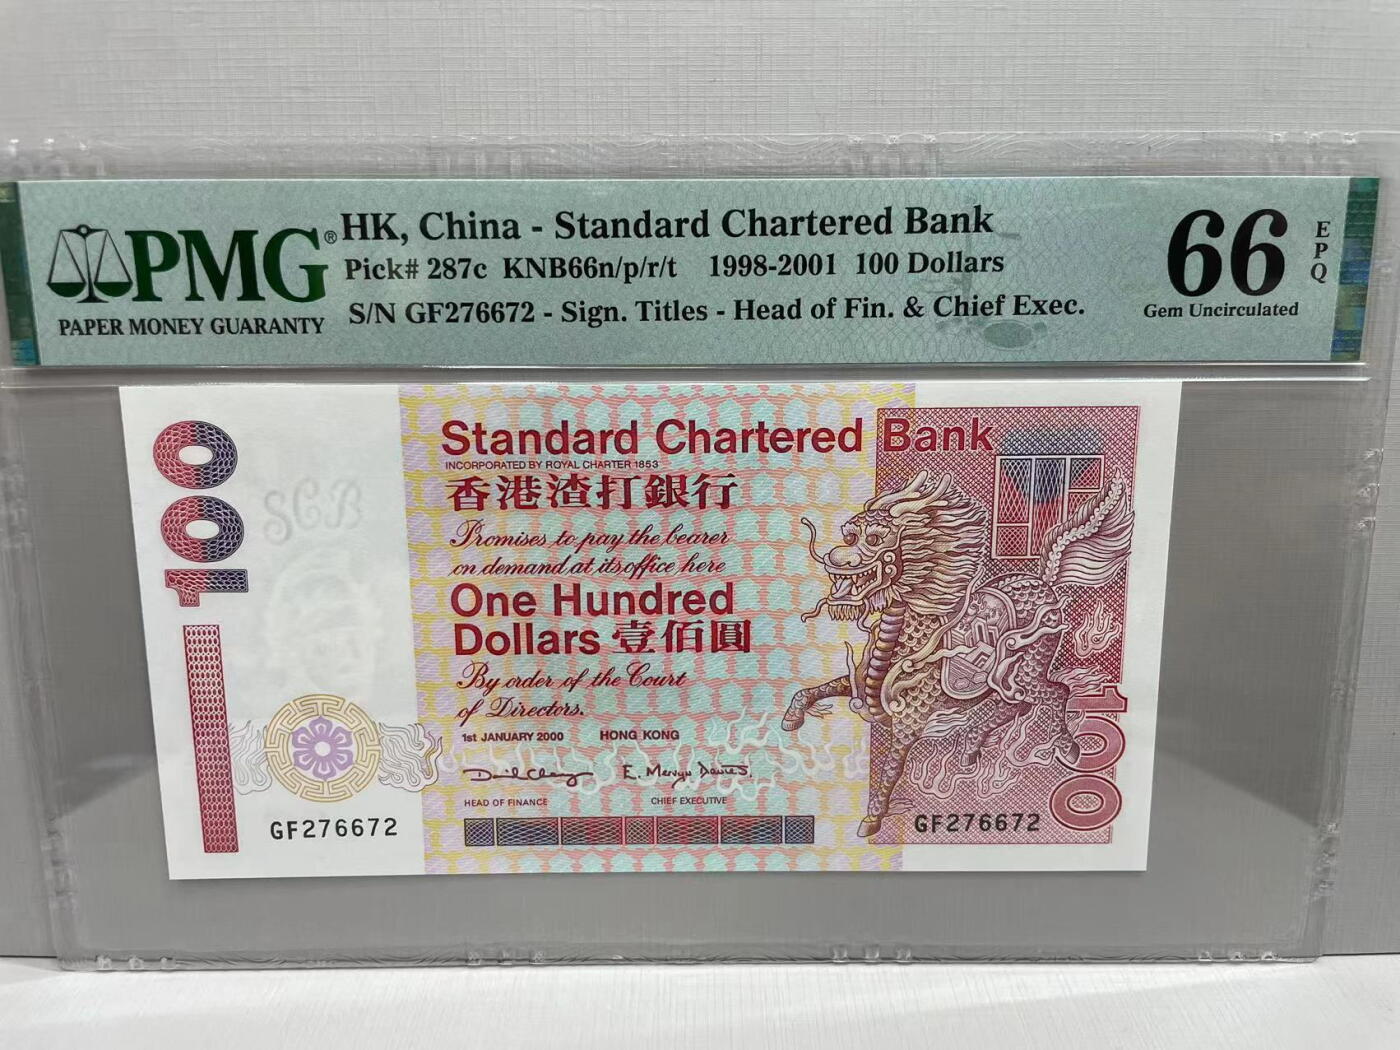 PMG®
PAPER MONEY GUARANTY
HK, China - Standard Chartered Bank
Pick# 287c KNB66n/p/r/t 1998-2001 100 Dollars
S/N GF276672 - Sign. Titles - Head of Fin. & Chief Exec.
66
EPQ
Gem Uncirculated
100
SCB
Standard Chartered Bank
INCORPORATED BY ROYAL CHARTER 1853
香港渣打銀行
Promises to pay the bearer
on demand at its office here
One Hundred
Dollars 壹佰圓
By order of the Court
of Directors.
1st JANUARY 2000 HONG KONG
E. Mervyn Davies.
HEAD OF FINANCE CHIEF EXECUTIVE
GF276672
GF276672
100